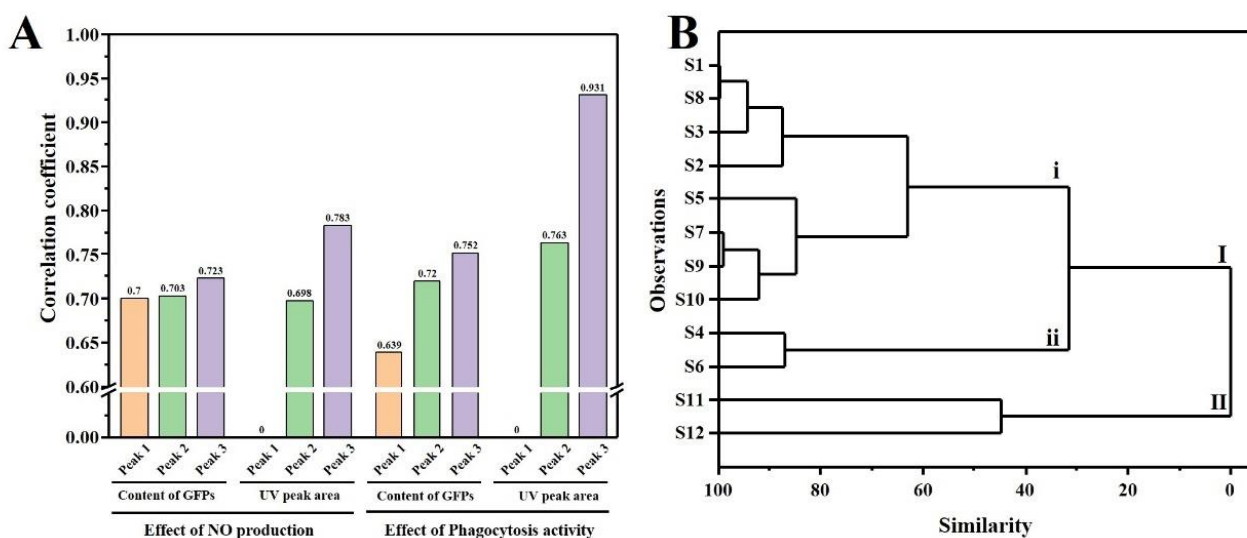 A
Correlation coefficient
1.00
0.95
0.90
0.85
0.80
0.75
0.70
0.65
0.60
0.00
0.7
0.703
0.723
0
0.698
0.783
0.639
0.72
0.752
0
0.763
0.931
Peak 1
Peak 2
Peak 3
Peak 1
Peak 2
Peak 3
Peak 1
Peak 2
Peak 3
Peak 1
Peak 2
Peak 3
Content of GFPs
UV peak area
Content of GFPs
UV peak area
Effect of NO production
Effect of Phagocytosis activity
B
Observations
S1
S8
S3
S2
S5
S7
S9
S10
S4
S6
S11
S12
i
I
ii
II
100
80
60
40
20
0
Similarity